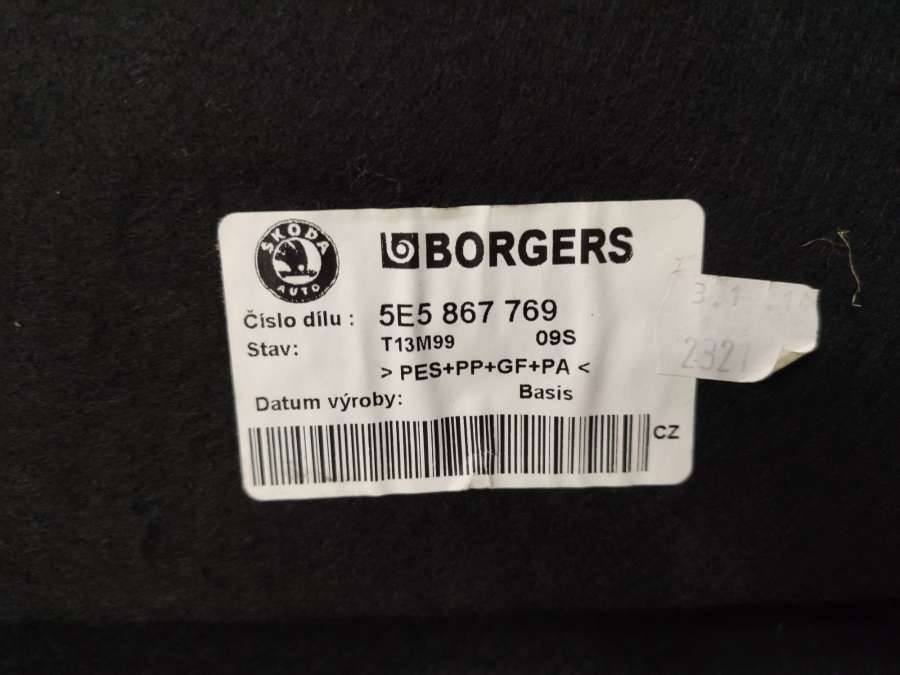 ŠKODA
AUTO
BORGERS
Číslo dílu : 5E5 867 769
Stav: T13M99 09S
> PES+PP+GF+PA <
Datum výroby: Basis
CZ
2321